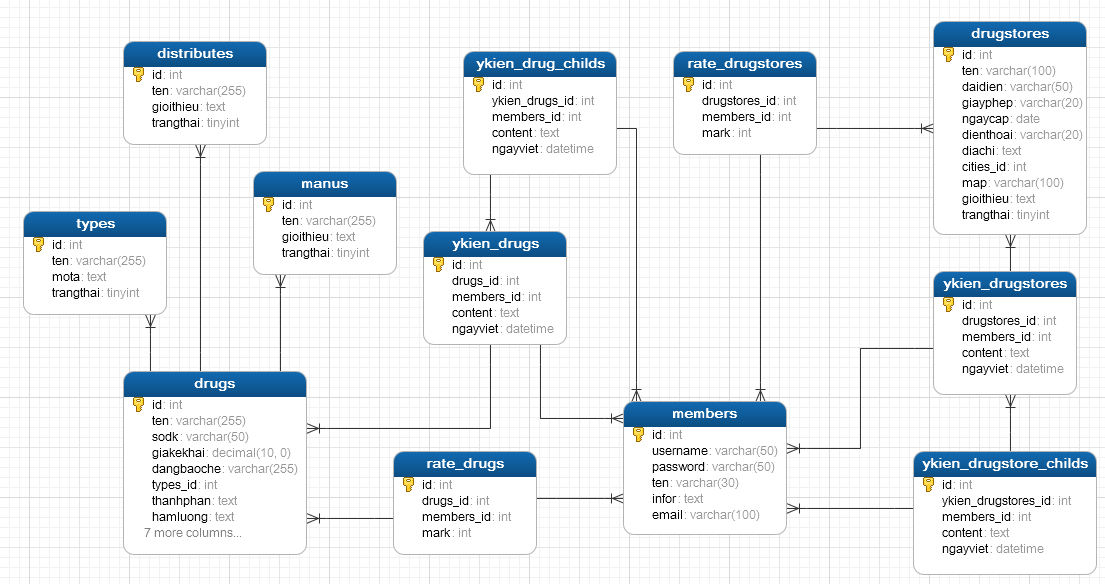 distributes
id: int
ten: varchar(255)
gioithieu: text
trangthai: tinyint
types
id: int
ten: varchar(255)
mota: text
trangthai: tinyint
manus
id: int
ten: varchar(255)
gioithieu: text
trangthai: tinyint
drugs
id: int
ten: varchar(255)
sodk: varchar(50)
giakekhai: decimal(10, 0)
dangbaoche: varchar(255)
types_id: int
thanhphan: text
hamluong: text
7 more columns...
ykien_drug_childs
id: int
ykien_drugs_id: int
members_id: int
content: text
ngayviet: datetime
ykien_drugs
id: int
drugs_id: int
members_id: int
content: text
ngayviet: datetime
rate_drugs
id: int
drugs_id: int
members_id: int
mark: int
rate_drugstores
id: int
drugstores_id: int
members_id: int
mark: int
members
id: int
username: varchar(50)
password: varchar(50)
ten: varchar(30)
infor: text
email: varchar(100)
drugstores
id: int
ten: varchar(100)
daidien: varchar(50)
giayphep: varchar(20)
ngaycap: date
dienthoai: varchar(20)
diachi: text
cities_id: int
map: varchar(100)
gioithieu: text
trangthai: tinyint
ykien_drugstores
id: int
drugstores_id: int
members_id: int
content: text
ngayviet: datetime
ykien_drugstore_childs
id: int
ykien_drugstores_id: int
members_id: int
content: text
ngayviet: datetime